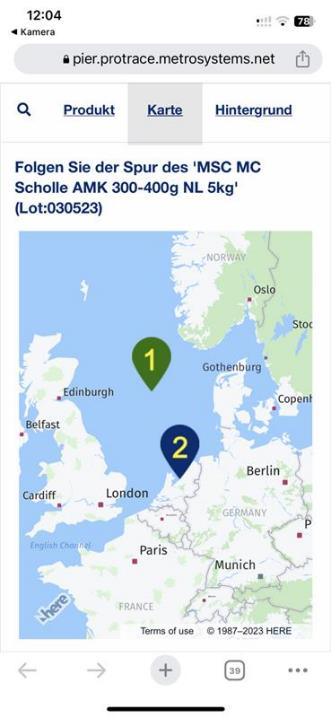 12:04
78
◀ Kamera
pier.protrace.metrosystems.net
Produkt Karte Hintergrund
Folgen Sie der Spur des 'MSC MC
Scholle AMK 300-400g NL 5kg'
(Lot:030523)
NORWAY
Oslo
Stoc
1
Gothenburg
Edinburgh
Copenh
Belfast
2
Berlin
Cardiff
London
GERMANY
P
English Channel
Paris
Munich
here
FRANCE
Terms of use © 1987–2023 HERE
39